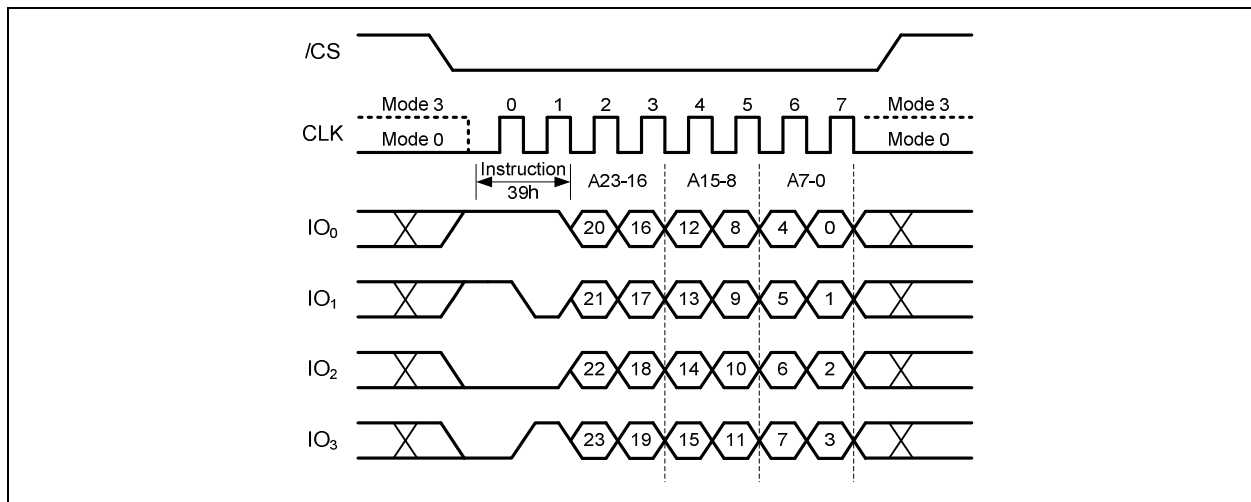 /CS
Mode 3 0 1 2 3 4 5 6 7 Mode 3
CLK
Mode 0 Mode 0
Instruction
39h
A23-16 A15-8 A7-0
IO₀ 20 16 12 8 4 0
IO₁ 21 17 13 9 5 1
IO₂ 22 18 14 10 6 2
IO₃ 23 19 15 11 7 3